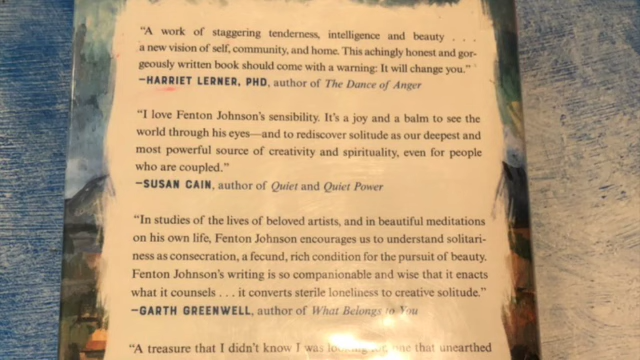 "A work of staggering tenderness, intelligence and beauty . . .
a new vision of self, community, and home. This achingly honest and gor-
geously written book should come with a warning: It will change you."
—HARRIET LERNER, PHD, author of The Dance of Anger
"I love Fenton Johnson's sensibility. It's a joy and a balm to see the
world through his eyes—and to rediscover solitude as our deepest and
most powerful source of creativity and spirituality, even for people
who are coupled."
—SUSAN CAIN, author of Quiet and Quiet Power
"In studies of the lives of beloved artists, and in beautiful meditations
on his own life, Fenton Johnson encourages us to understand solitari-
ness as consecration, a fecund, rich condition for the pursuit of beauty.
Fenton Johnson's writing is so companionable and wise that it enacts
what it counsels . . . it converts sterile loneliness to creative solitude."
—GARTH GREENWELL, author of What Belongs to You
"A treasure that I didn't know I was looking for, one that unearthed